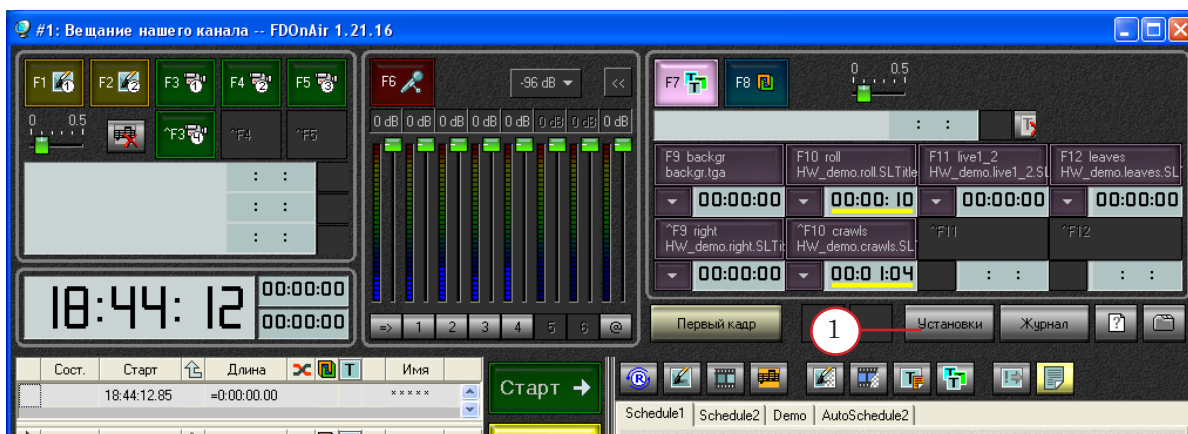 #1: Вещание нашего канала -- FDOnAir 1.21.16
F1 1 F2 2 F3 1 F4 2 F5 3
F6 -96 dB <<
F7 F8 0 0.5
0 0.5 ^F3 4 ^F4 ^F5
0 dB 0 dB 0 dB 0 dB 0 dB 0 dB 0 dB 0 dB
: :
: :
: :
: :
F9 backgr F10 roll F11 live1_2 F12 leaves
backgr.tga HW_demo.roll.SLTitle HW_demo.live1_2.SL HW_demo.leaves.SL
00:00:00 00:00:10 00:00:00 00:00:00
^F9 right ^F10 crawls ^F11 ^F12
HW_demo.right.SLTit HW_demo.crawls.SL
00:00:00 00:01:04 : : : :
18:44:12 00:00:00
00:00:00
=> 1 2 3 4 5 6 @
Первый кадр 1 Установки Журнал ?
Сост. Старт Длина T Имя
18:44:12.85 =0:00:00.00 × × × × ×
Старт
R
Schedule1 Schedule2 Demo AutoSchedule2